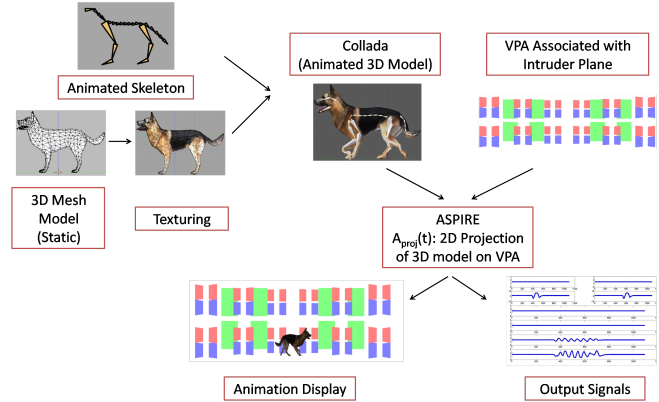 Animated Skeleton
Collada
(Animated 3D Model)
VPA Associated with
Intruder Plane
3D Mesh
Model
(Static)
Texturing
ASPIRE
Aproj(t): 2D Projection
of 3D model on VPA
Animation Display
Output Signals